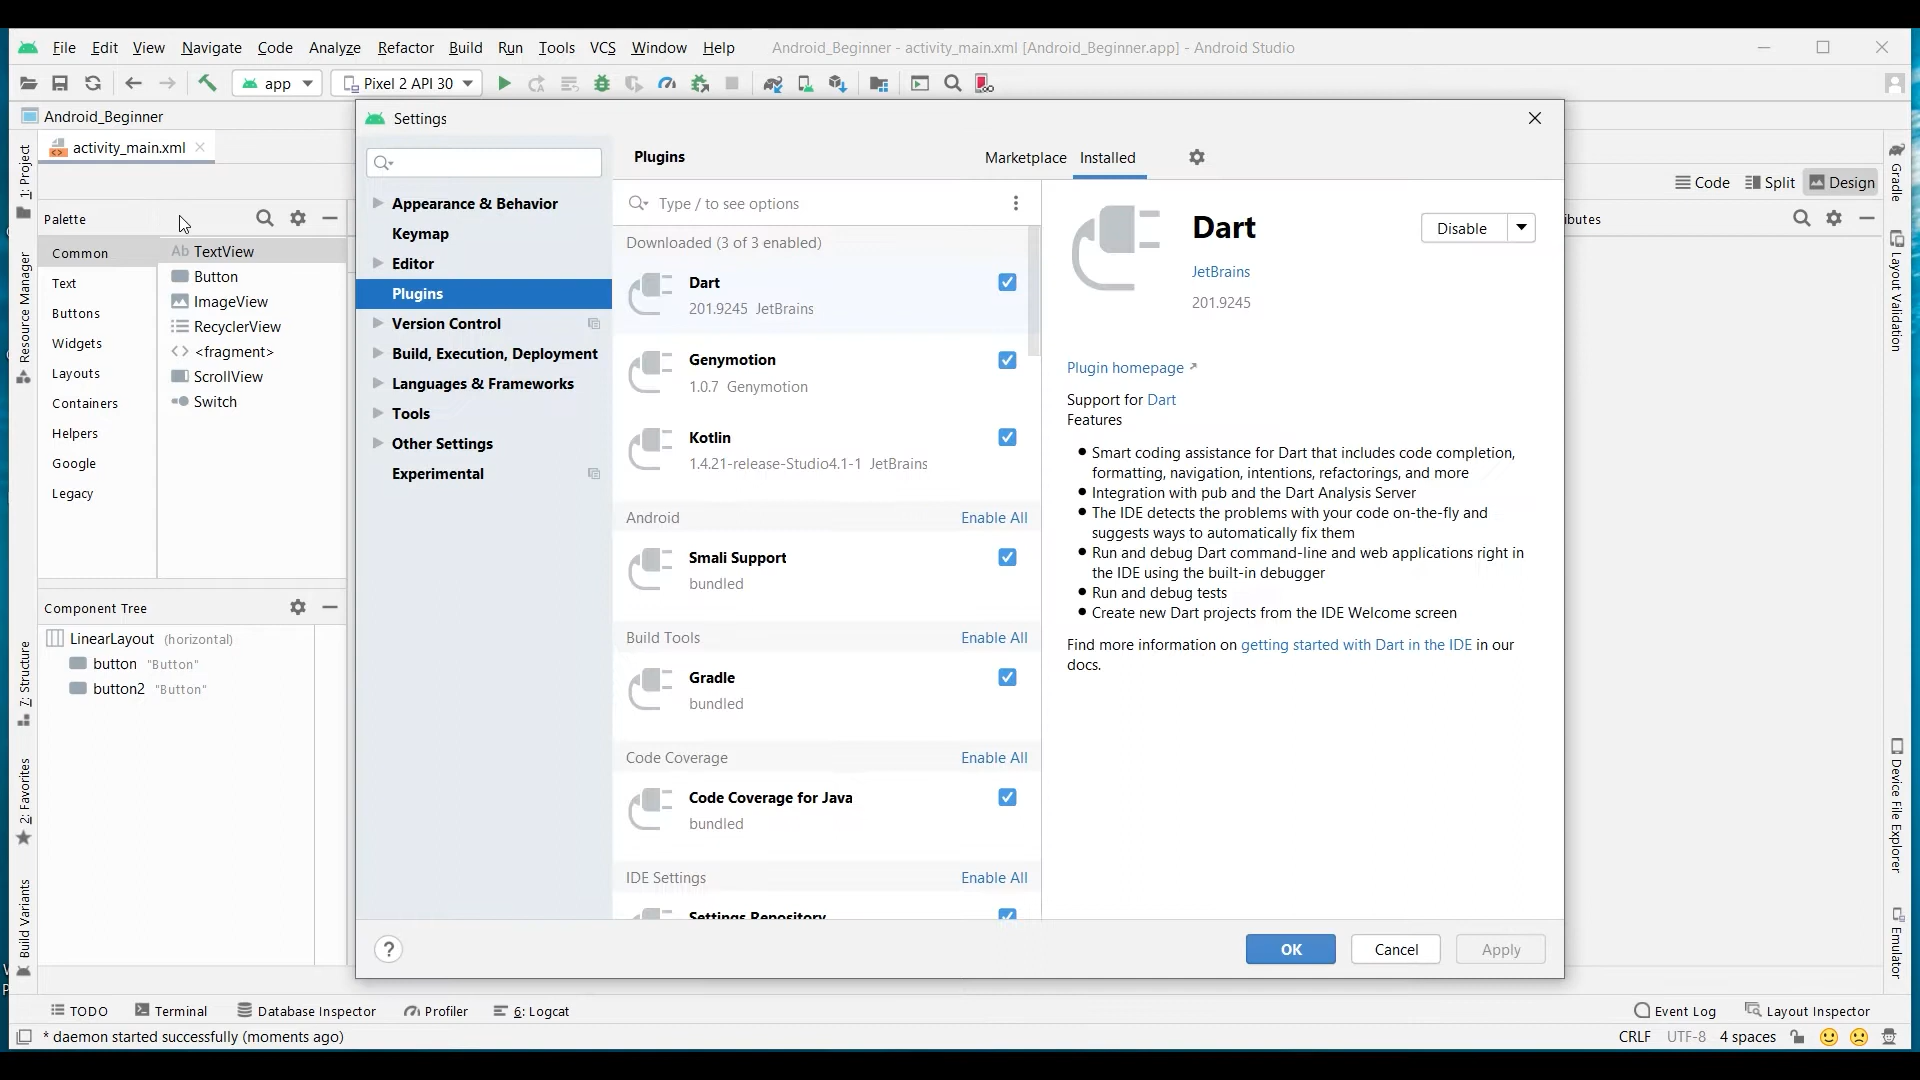 File Edit View Navigate Code Analyze Refactor Build Run Tools VCS Window Help Android_Beginner - activity_main.xml [Android_Beginner.app] - Android Studio
app Pixel 2 API 30
Android_Beginner
Settings
activity_main.xml
Plugins Marketplace Installed
Code Split Design
Palette
Type / to see options
ibutes
Appearance & Behavior
Keymap
Editor
Plugins
Version Control
Build, Execution, Deployment
Languages & Frameworks
Tools
Other Settings
Experimental
Common
Text
Buttons
Widgets
Layouts
Containers
Helpers
Google
Legacy
Ab TextView
Button
ImageView
RecyclerView
<fragment>
ScrollView
Switch
Component Tree
LinearLayout (horizontal)
button "Button"
button2 "Button"
Downloaded (3 of 3 enabled)
Dart
201.9245 JetBrains
Genymotion
1.0.7 Genymotion
Kotlin
1.4.21-release-Studio4.1-1 JetBrains
Android Enable All
Smali Support
bundled
Build Tools Enable All
Gradle
bundled
Code Coverage Enable All
Code Coverage for Java
bundled
IDE Settings Enable All
Settings Repository
Dart
Disable
JetBrains
201.9245
Plugin homepage
Support for Dart
Features
Smart coding assistance for Dart that includes code completion,
formatting, navigation, intentions, refactorings, and more
Integration with pub and the Dart Analysis Server
The IDE detects the problems with your code on-the-fly and
suggests ways to automatically fix them
Run and debug Dart command-line and web applications right in
the IDE using the built-in debugger
Run and debug tests
Create new Dart projects from the IDE Welcome screen
Find more information on getting started with Dart in the IDE in our
docs.
? OK Cancel Apply
1: Project
Resource Manager
7: Structure
2: Favorites
Build Variants
Gradle
Layout Validation
Device File Explorer
Emulator
TODO Terminal Database Inspector Profiler 6: Logcat Event Log Layout Inspector
* daemon started successfully (moments ago) CRLF UTF-8 4 spaces